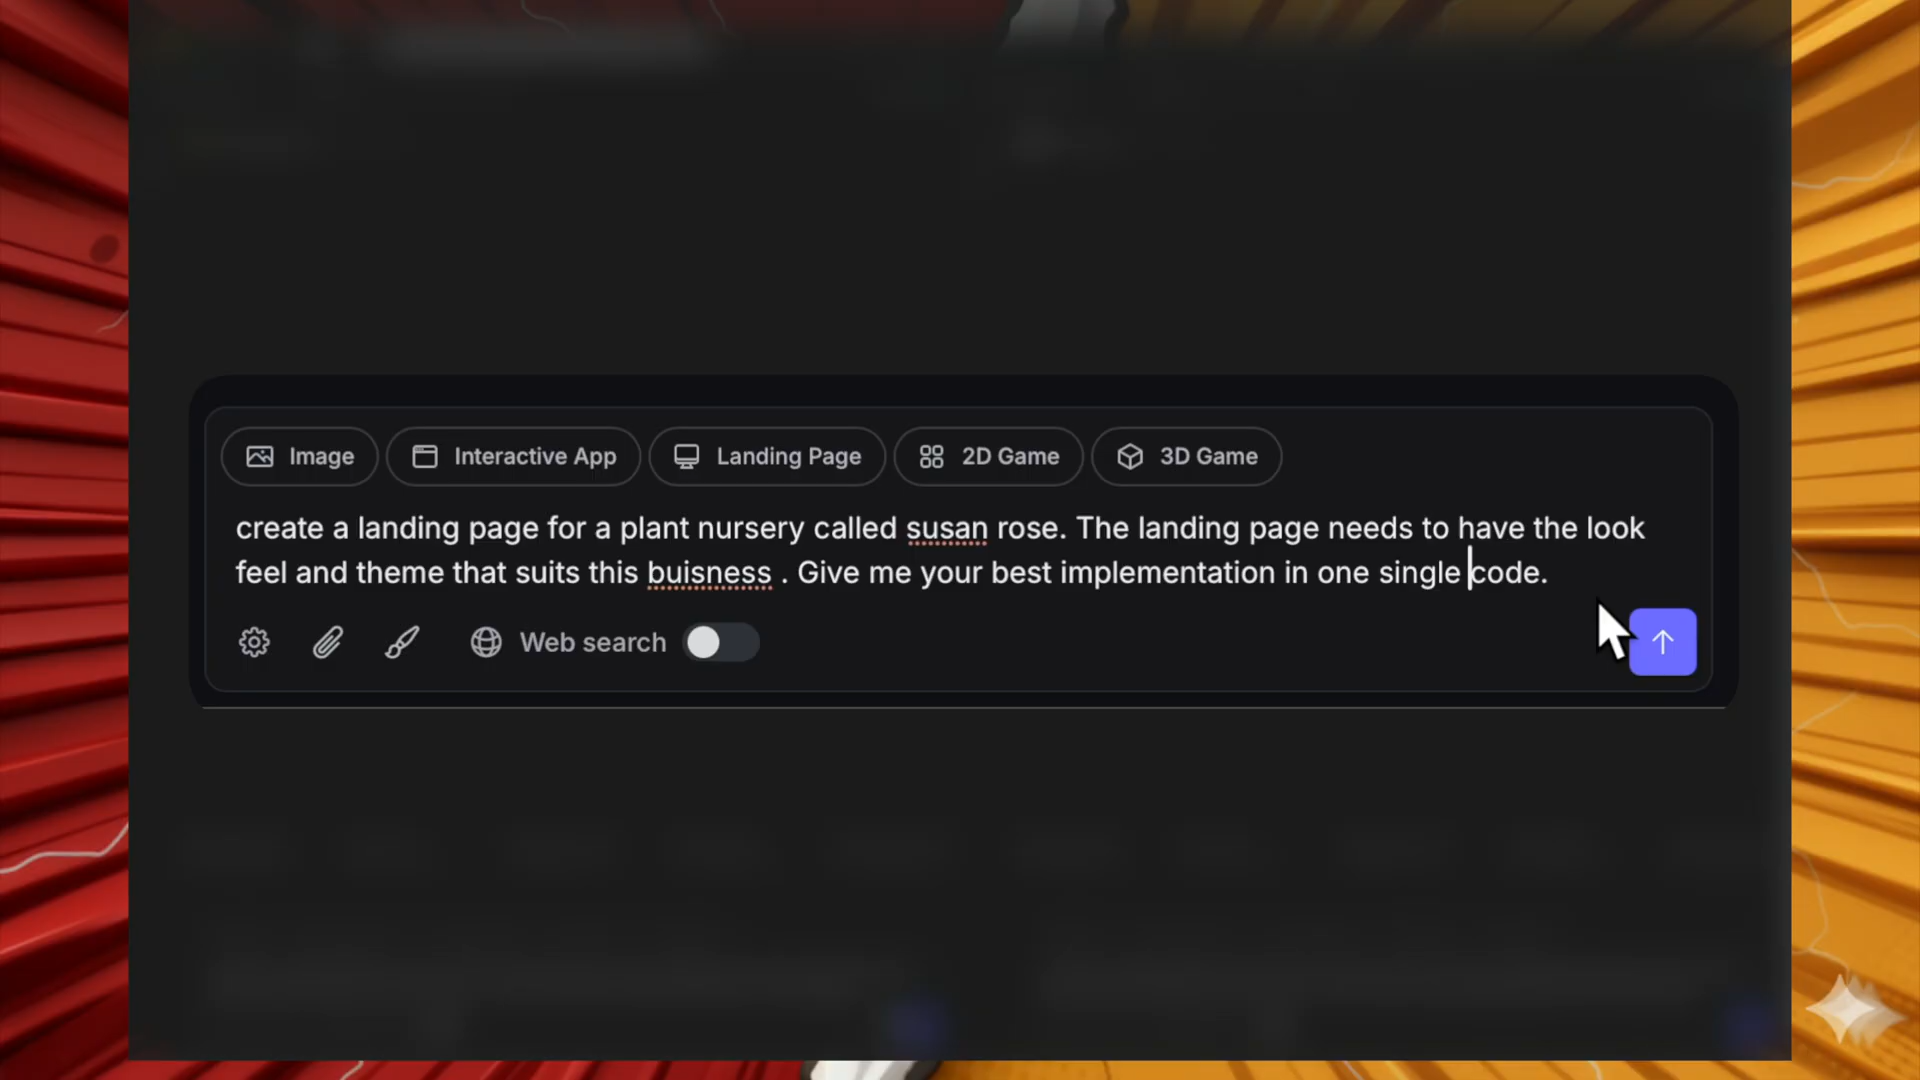 Image
Interactive App
Landing Page
2D Game
3D Game
create a landing page for a plant nursery called susan rose. The landing page needs to have the look
feel and theme that suits this buisness . Give me your best implementation in one single code.
Web search